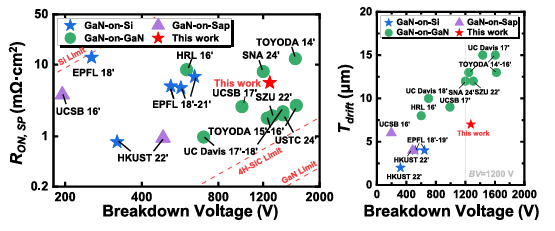 GaN-on-Si
GaN-on-Sap
GaN-on-GaN
This work
HRL 16'
SNA 24'
TOYODA 14'
Si Limit
EPFL 18'
This work
UCSB 17'
SZU 22'
UCSB 16'
EPFL 18'-21'
TOYODA 15'-16'
HKUST 22'
UC Davis 17'-18'
USTC 24'
4H-SiC Limit
GaN Limit
R_ON, SP (mΩ·cm²)
10
1
0.2
200
400
800
1200
2000
Breakdown Voltage (V)
GaN-on-Si
GaN-on-Sap
GaN-on-GaN
This work
UC Davis 17'
TOYODA 14'-16'
SNA 24'
SZU 22'
UC Davis 18'
UCSB 17'
HRL 16'
UCSB 16'
This work
EPFL 18'-19'
HKUST 22'
HKUST 22'
BV=1200 V
T_drift (μm)
20
15
10
5
0
0
400
800
1200
1600
2000
Breakdown Voltage (V)